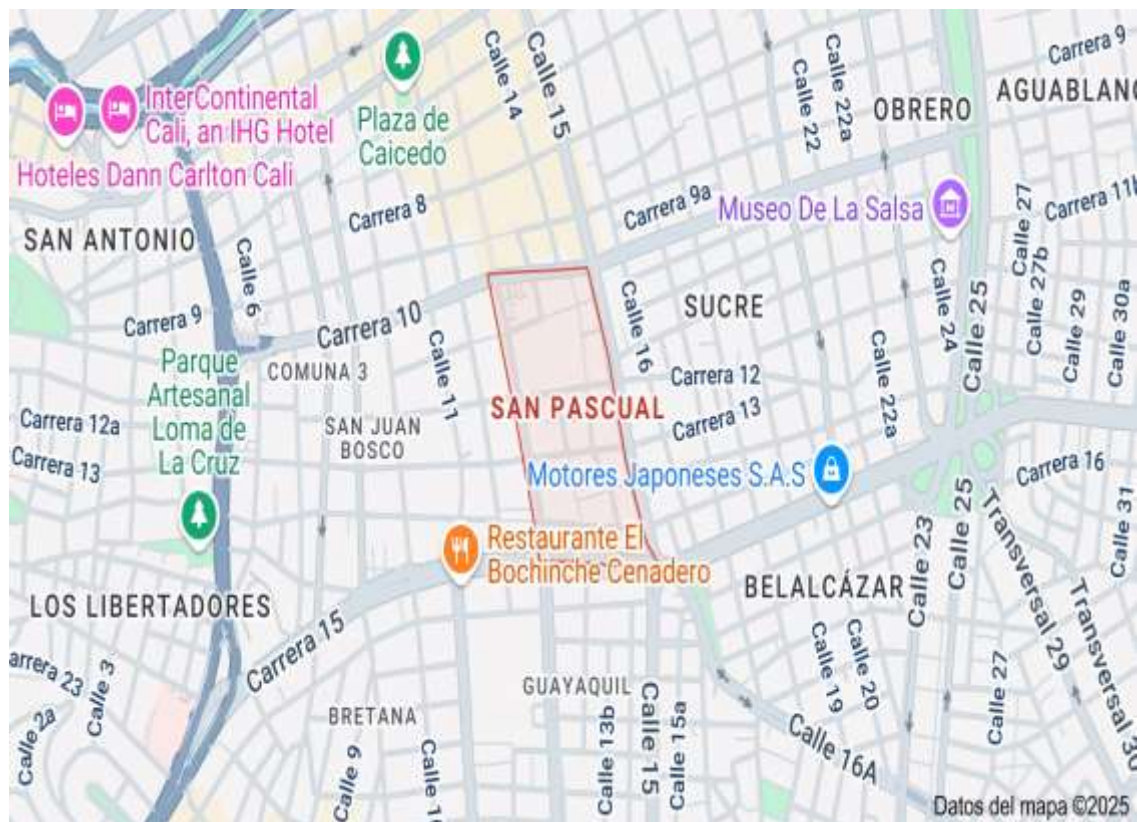 Carrera 9
Calle 14
Calle 15
Calle 22
Calle 22a
OBRERO
InterContinental
Cali, an IHG Hotel
Plaza de
Caicedo
Hoteles Dann Carlton Cali
Carrera 8
Carrera 9a
Museo De La Salsa
Calle 27
Carrera 11b
SAN ANTONIO
Calle 6
Carrera 9
Carrera 10
Calle 11
Calle 16
SUCRE
Calle 24
Calle 25
Calle 27b
Calle 29
Calle 30a
Parque
Artesanal
Loma de
La Cruz
COMUNA 3
Carrera 12
Carrera 12a
SAN JUAN
BOSCO
SAN PASCUAL
Carrera 13
Calle 22a
Carrera 13
Motores Japoneses S.A.S
Carrera 16
Calle 31
Restaurante El
Bochinche Cenadero
BELALCÁZAR
Calle 23
Calle 25
Transversal 29
Transversal 30
LOS LIBERTADORES
Carrera 15
Calle 3
Calle 2a
GUAYAQUIL
BRETANA
Calle 9
Calle 13b
Calle 15
Calle 15a
Calle 16A
Calle 19
Calle 20
Calle 27
Datos del mapa ©2025